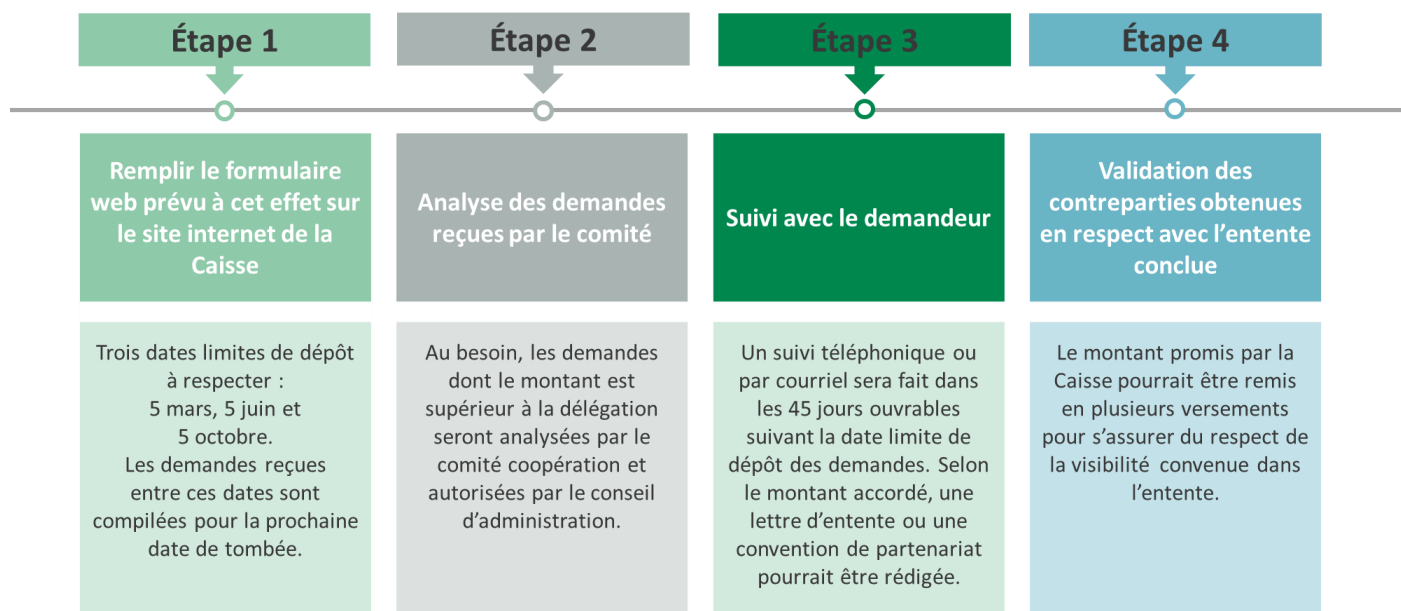 Étape 1
Remplir le formulaire
web prévu à cet effet sur
le site internet de la
Caisse
Trois dates limites de dépôt
à respecter :
5 mars, 5 juin et
5 octobre.
Les demandes reçues
entre ces dates sont
compilées pour la prochaine
date de tombée.
Étape 2
Analyse des demandes
reçues par le comité
Au besoin, les demandes
dont le montant est
supérieur à la délégation
seront analysées par le
comité coopération et
autorisées par le conseil
d’administration.
Étape 3
Suivi avec le demandeur
Un suivi téléphonique ou
par courriel sera fait dans
les 45 jours ouvrables
suivant la date limite de
dépôt des demandes. Selon
le montant accordé, une
lettre d’entente ou une
convention de partenariat
pourrait être rédigée.
Étape 4
Validation des
contreparties obtenues
en respect avec l’entente
conclue
Le montant promis par la
Caisse pourrait être remis
en plusieurs versements
pour s’assurer du respect de
la visibilité convenue dans
l’entente.